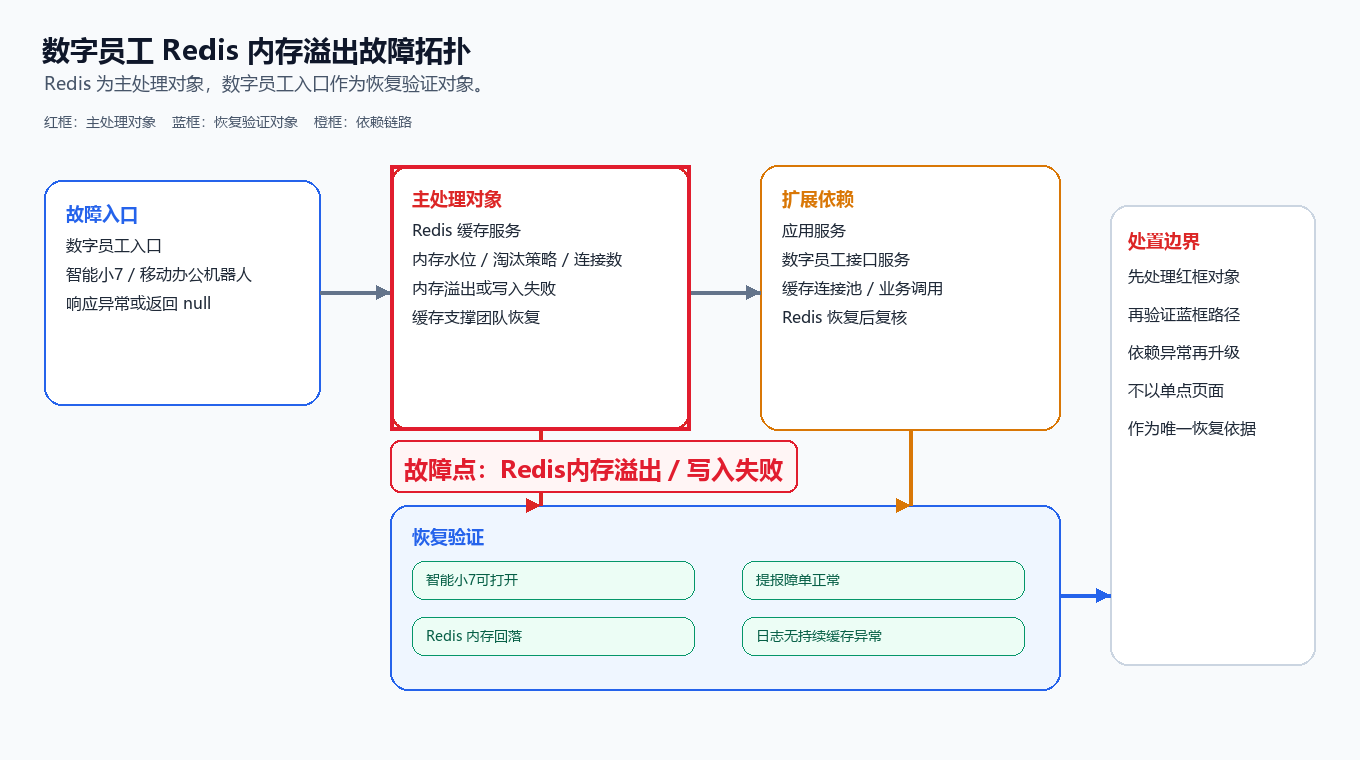 数字员工 Redis 内存溢出故障拓扑
Redis 为主处理对象，数字员工入口作为恢复验证对象。
红框：主处理对象 蓝框：恢复验证对象 橙框：依赖链路
故障入口
数字员工入口
智能小7 / 移动办公机器人
响应异常或返回 null
主处理对象
Redis 缓存服务
内存水位 / 淘汰策略 / 连接数
内存溢出或写入失败
缓存支撑团队恢复
扩展依赖
应用服务
数字员工接口服务
缓存连接池 / 业务调用
Redis 恢复后复核
处置边界
先处理红框对象
再验证蓝框路径
依赖异常再升级
不以单点页面
作为唯一恢复依据
故障点：Redis内存溢出 / 写入失败
恢复验证
智能小7可打开
提报障单正常
Redis 内存回落
日志无持续缓存异常